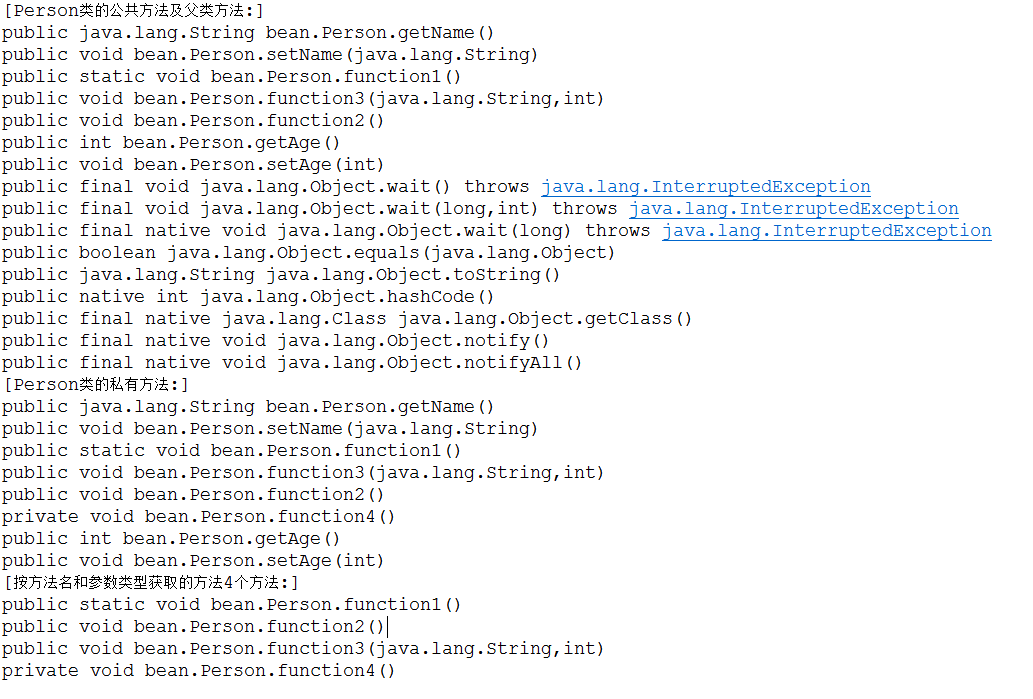 [Person类的公共方法及父类方法:]
public java.lang.String bean.Person.getName()
public void bean.Person.setName(java.lang.String)
public static void bean.Person.function1()
public void bean.Person.function3(java.lang.String,int)
public void bean.Person.function2()
public int bean.Person.getAge()
public void bean.Person.setAge(int)
public final void java.lang.Object.wait() throws java.lang.InterruptedException
public final void java.lang.Object.wait(long,int) throws java.lang.InterruptedException
public final native void java.lang.Object.wait(long) throws java.lang.InterruptedException
public boolean java.lang.Object.equals(java.lang.Object)
public java.lang.String java.lang.Object.toString()
public native int java.lang.Object.hashCode()
public final native java.lang.Class java.lang.Object.getClass()
public final native void java.lang.Object.notify()
public final native void java.lang.Object.notifyAll()
[Person类的私有方法:]
public java.lang.String bean.Person.getName()
public void bean.Person.setName(java.lang.String)
public static void bean.Person.function1()
public void bean.Person.function3(java.lang.String,int)
public void bean.Person.function2()
private void bean.Person.function4()
public int bean.Person.getAge()
public void bean.Person.setAge(int)
[按方法名和参数类型获取的方法4个方法:]
public static void bean.Person.function1()
public void bean.Person.function2()
public void bean.Person.function3(java.lang.String,int)
private void bean.Person.function4()